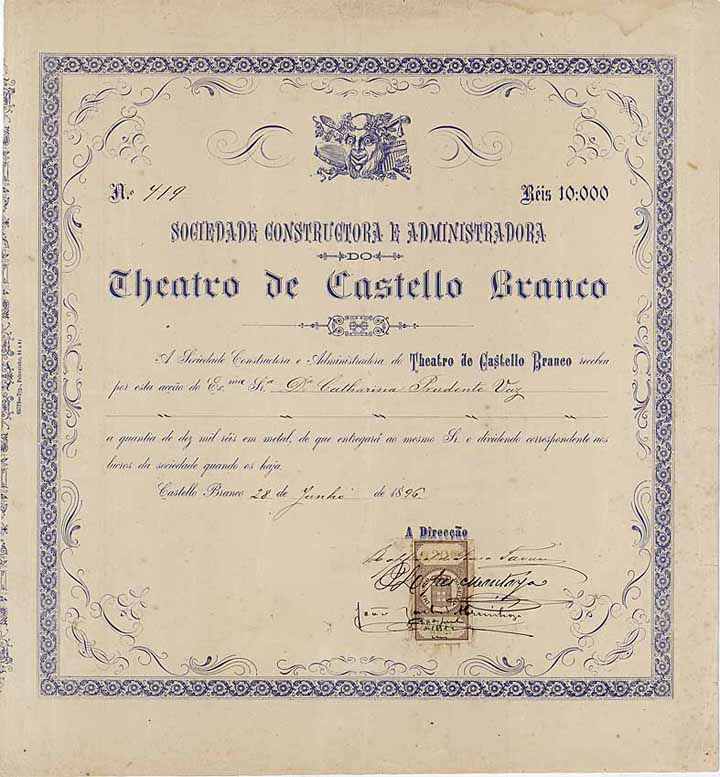 N.º 419 Réis 10:000
SOCIEDADE CONSTRUCTORA E ADMINISTRADORA
DO
Theatro de Castello Branco
A Sociedade Constructora e Administradora do Theatro de Castello Branco recebeu
por esta acção do Ex.ma Sr.a D.a Catharina Prudente Vaz
a quantia de dez mil réis em metal, de que entregará ao mesmo Sr. o dividendo correspondente aos
lucros da sociedade quando os haja.
Castello Branco 28 de Junho de 1896.
A Direcção
João